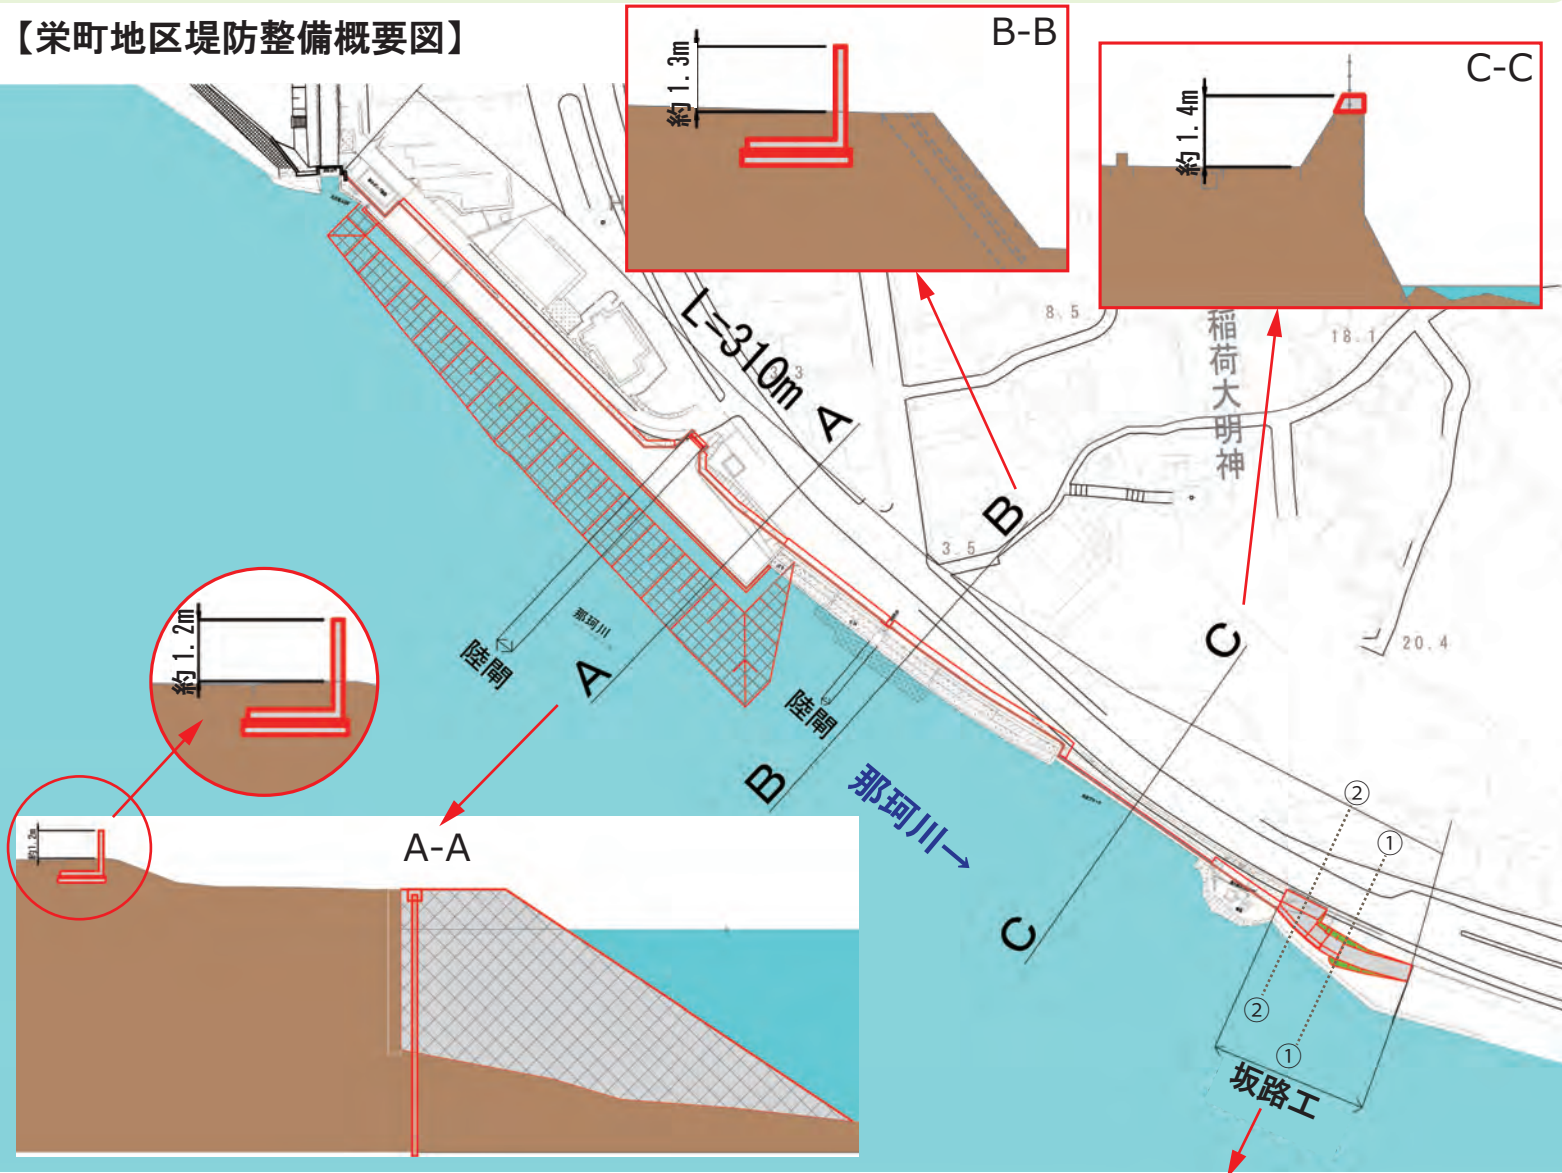 【栄町地区堤防整備概要図】
B-B
約1.3m
C-C
約1.4m
L=310m
8.5
18.1
3.5
20.4
稲荷大明神
A
B
C
陸閘
那珂川
A
陸閘
B
那珂川→
C
②
①
②
①
坂路工
約1.2m
約1.2m
A-A